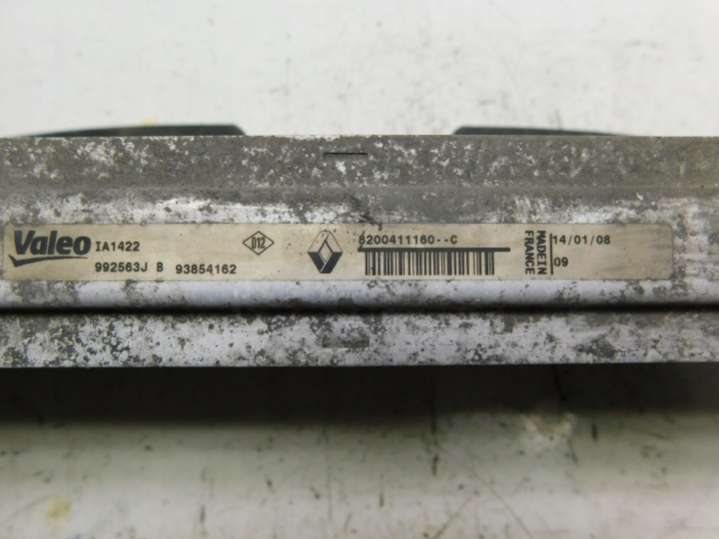 Valeo IA1422
992563J B 93854162
D12
8200411160--C
MADE IN
FRANCE
14/01/08
09